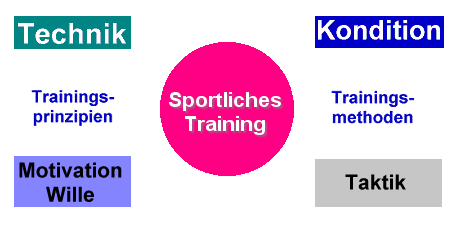 Technik
Kondition
Trainings-
prinzipien
Sportliches
Training
Trainings-
methoden
Motivation
Wille
Taktik